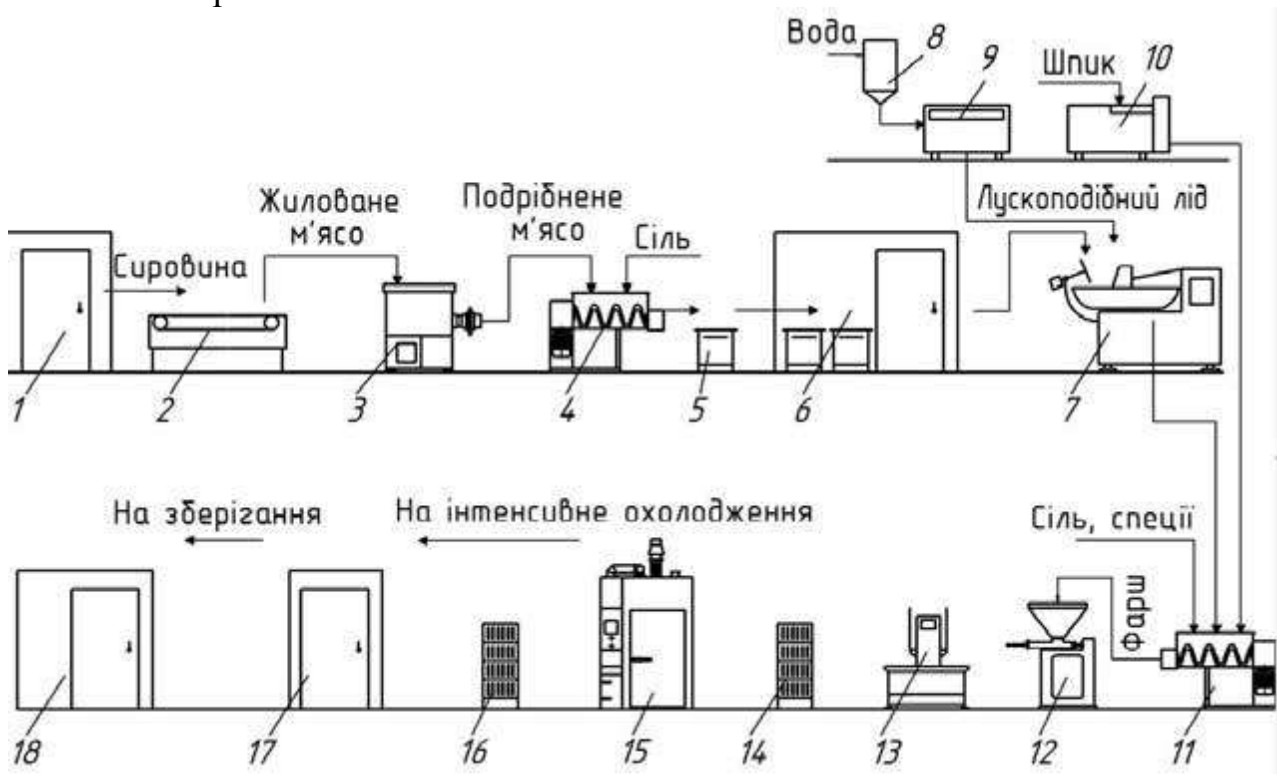 Вода
8
9
Шпик
10
Жиловане
м'ясо
Подрібнене
м'ясо
Сіль
Лускоподібний лід
Сировина
1
2
3
4
5
6
7
На зберігання
На інтенсивне охолодження
Сіль, спеції
Фарш
18
17
16
15
14
13
12
11